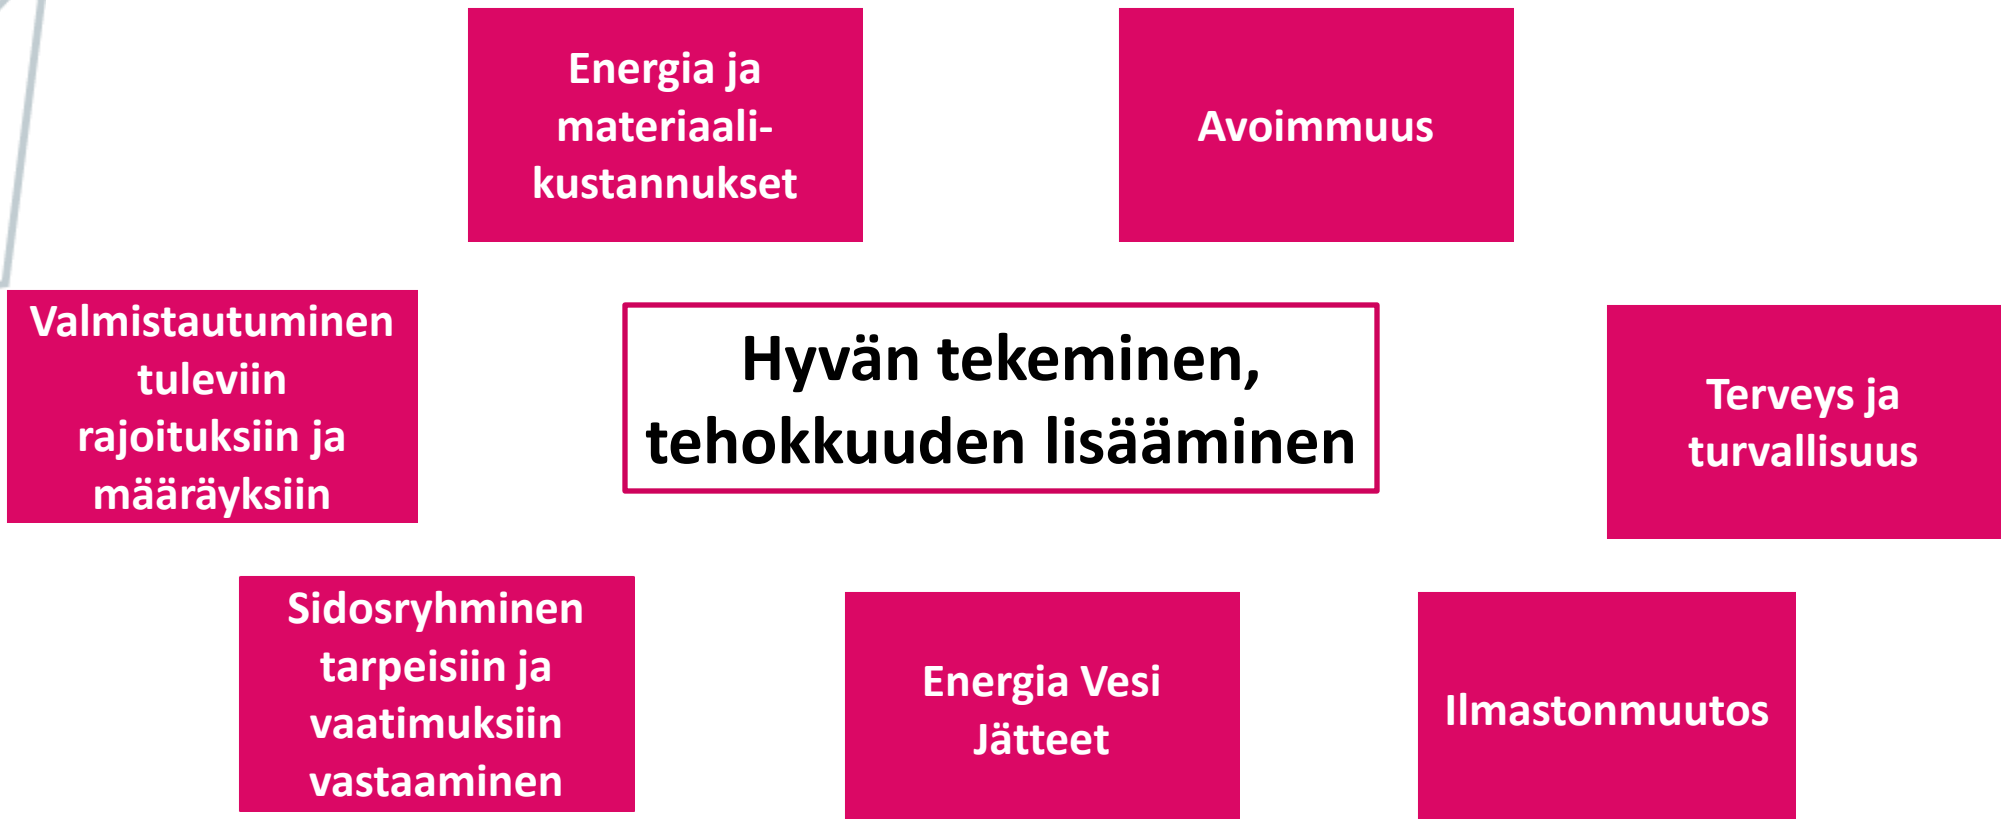 Energia ja
materiaali-
kustannukset
Avoimmuus
Valmistautuminen
tuleviin
rajoituksiin ja
määräyksiin
Hyvän tekeminen,
tehokkuuden lisääminen
Terveys ja
turvallisuus
Sidosryhminen
tarpeisiin ja
vaatimuksiin
vastaaminen
Energia Vesi
Jätteet
Ilmastonmuutos